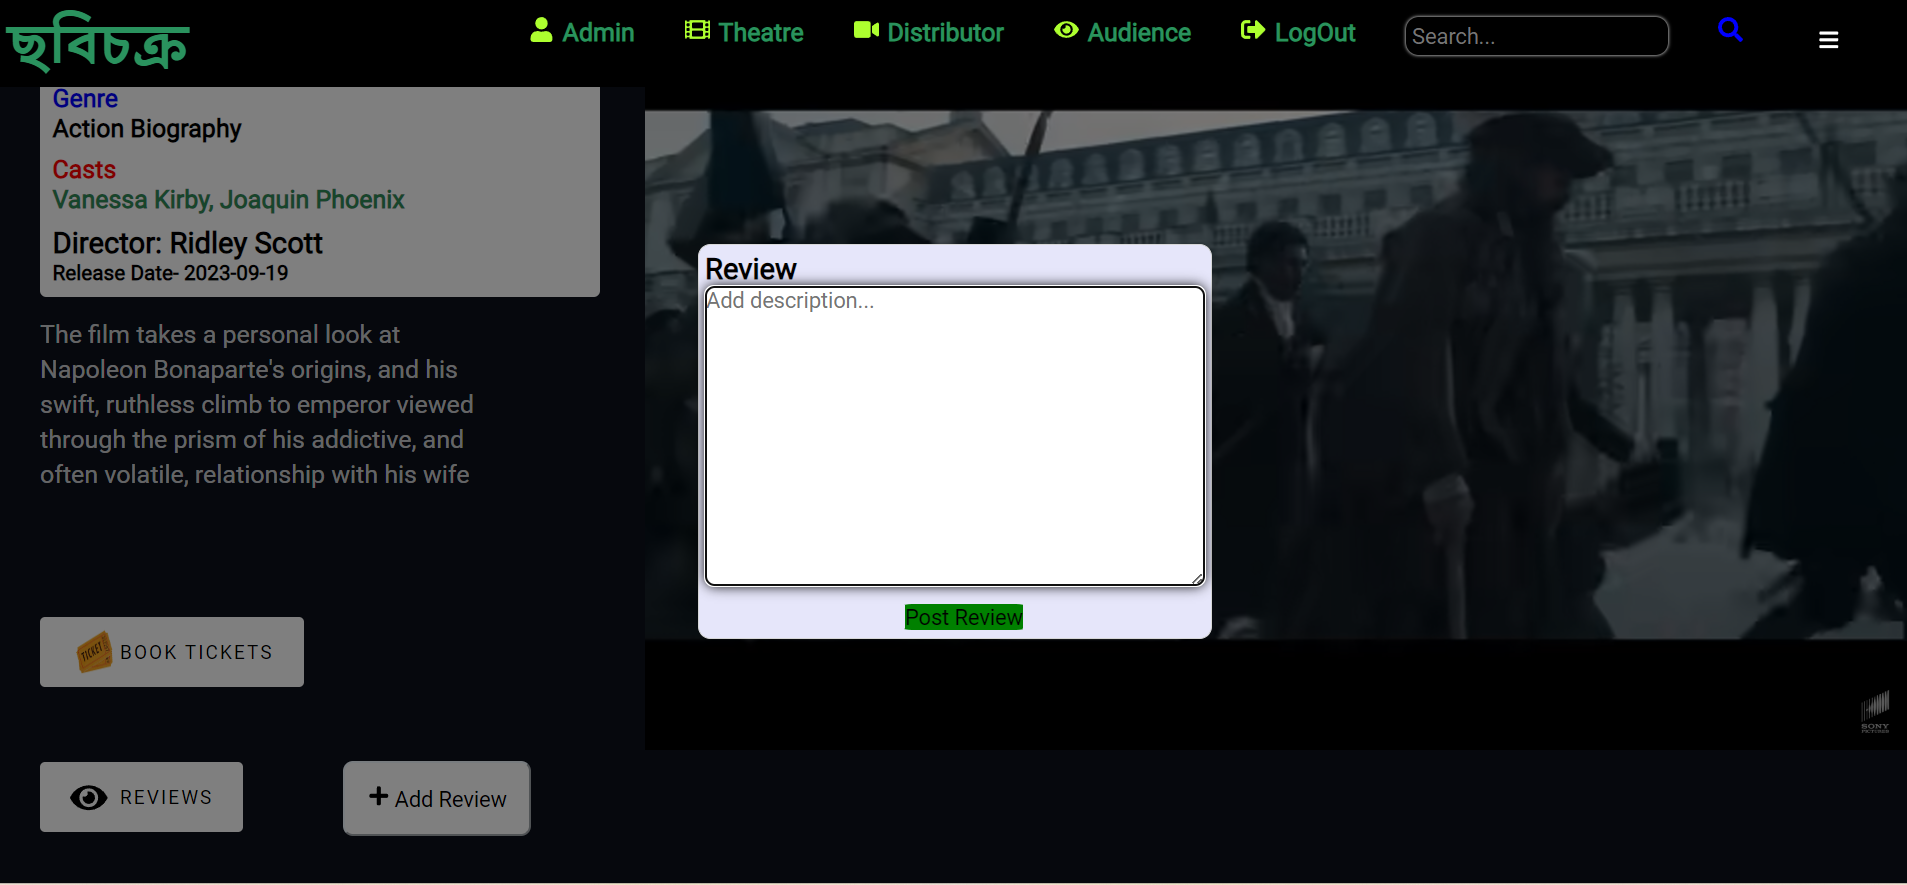 ছবিচক্র
Admin
Theatre
Distributor
Audience
LogOut
Search...
Genre
Action Biography
Casts
Vanessa Kirby, Joaquin Phoenix
Director: Ridley Scott
Release Date- 2023-09-19
The film takes a personal look at
Napoleon Bonaparte's origins, and his
swift, ruthless climb to emperor viewed
through the prism of his addictive, and
often volatile, relationship with his wife
TICKET
BOOK TICKETS
REVIEWS
Add Review
Review
Add description...
Post Review
SONY
PICTURES